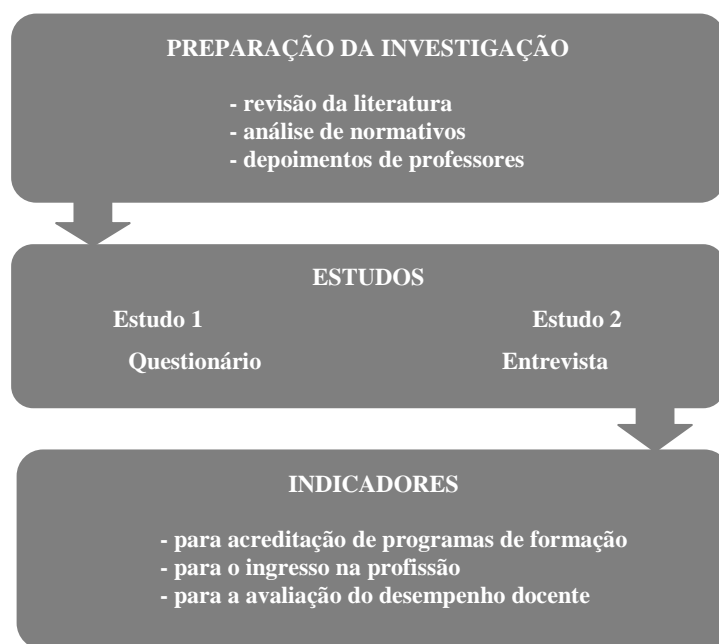 PREPARAÇÃO DA INVESTIGAÇÃO
- revisão da literatura
- análise de normativos
- depoimentos de professores
ESTUDOS
Estudo 1 Estudo 2
Questionário Entrevista
INDICADORES
- para acreditação de programas de formação
- para o ingresso na profissão
- para a avaliação do desempenho docente